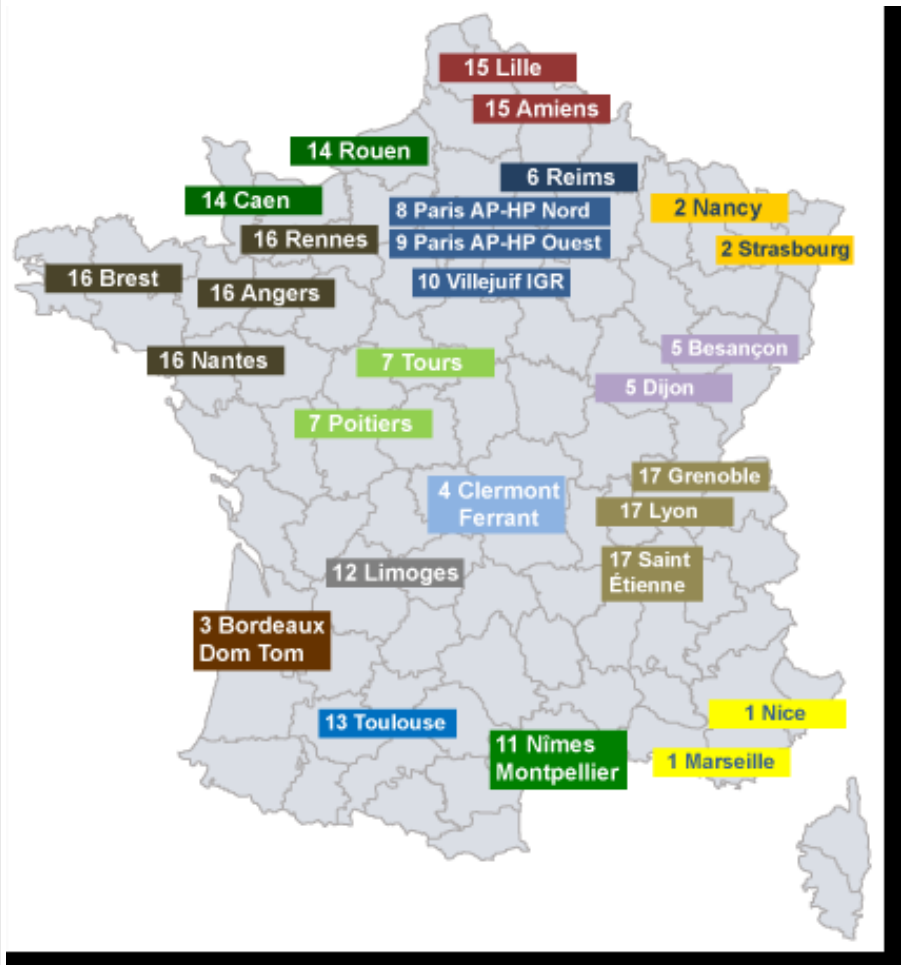 15 Lille
15 Amiens
14 Rouen
6 Reims
14 Caen
8 Paris AP-HP Nord
2 Nancy
16 Rennes
9 Paris AP-HP Ouest
2 Strasbourg
16 Brest
16 Angers
10 Villejuif IGR
16 Nantes
7 Tours
5 Besançon
5 Dijon
7 Poitiers
17 Grenoble
4 Clermont
Ferrant
17 Lyon
12 Limoges
17 Saint
Étienne
3 Bordeaux
Dom Tom
13 Toulouse
1 Nice
11 Nîmes
Montpellier
1 Marseille